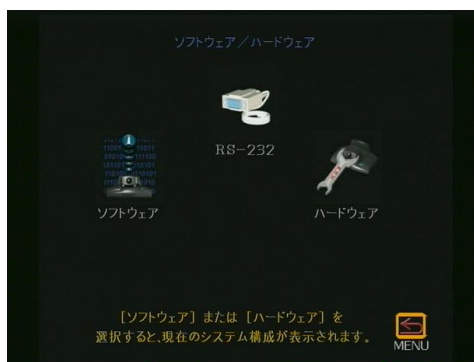 ソフトウェア／ハードウェア
RS-232
ソフトウェア
ハードウェア
[ソフトウェア] または [ハードウェア] を
選択すると,現在のシステム構成が表示されます。
MENU